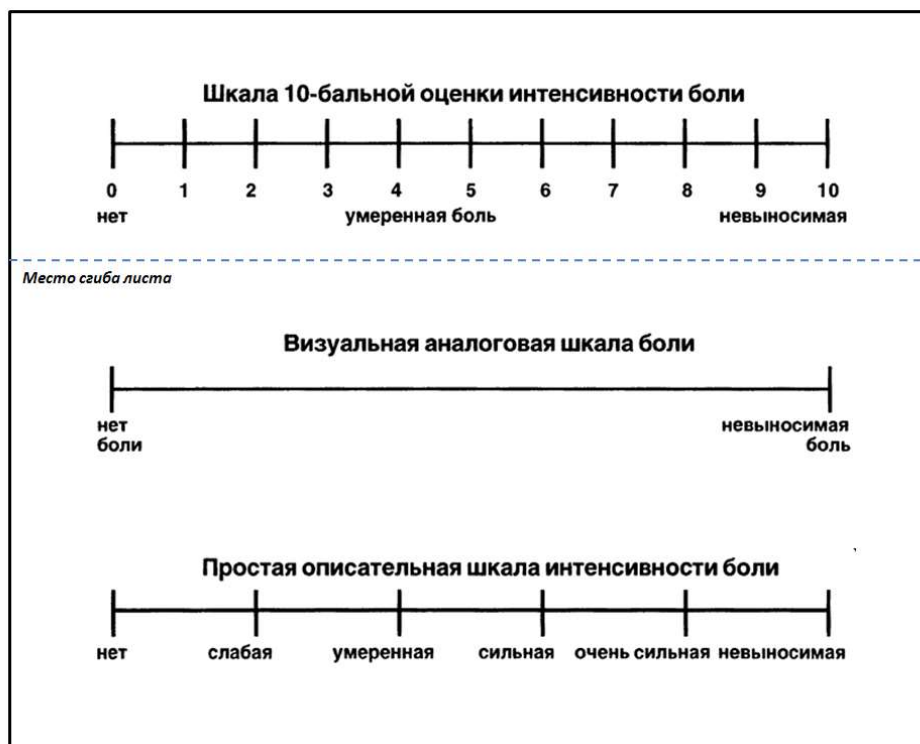 Шкала 10-бальной оценки интенсивности боли
0 1 2 3 4 5 6 7 8 9 10
нет умеренная боль невыносимая
Место сгиба листа
Визуальная аналоговая шкала боли
нет невыносимая
боли боль
Простая описательная шкала интенсивности боли
нет слабая умеренная сильная очень сильная невыносимая